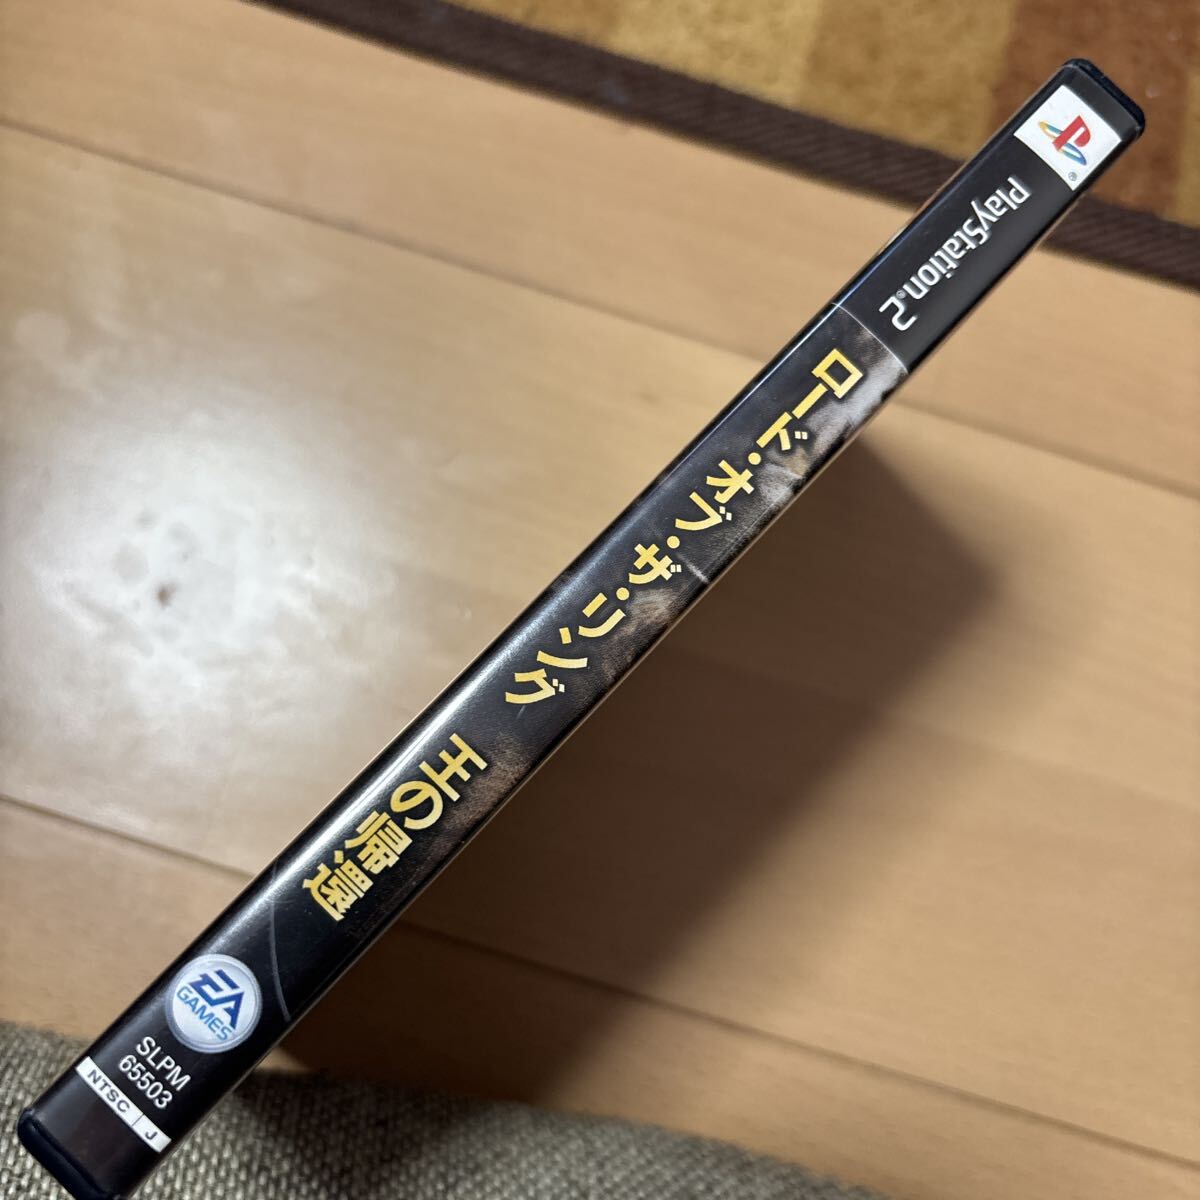 PlayStation®2
ロード・オブ・ザ・リング 王の帰還
EA
GAMES
SLPM
65503
NTSC J